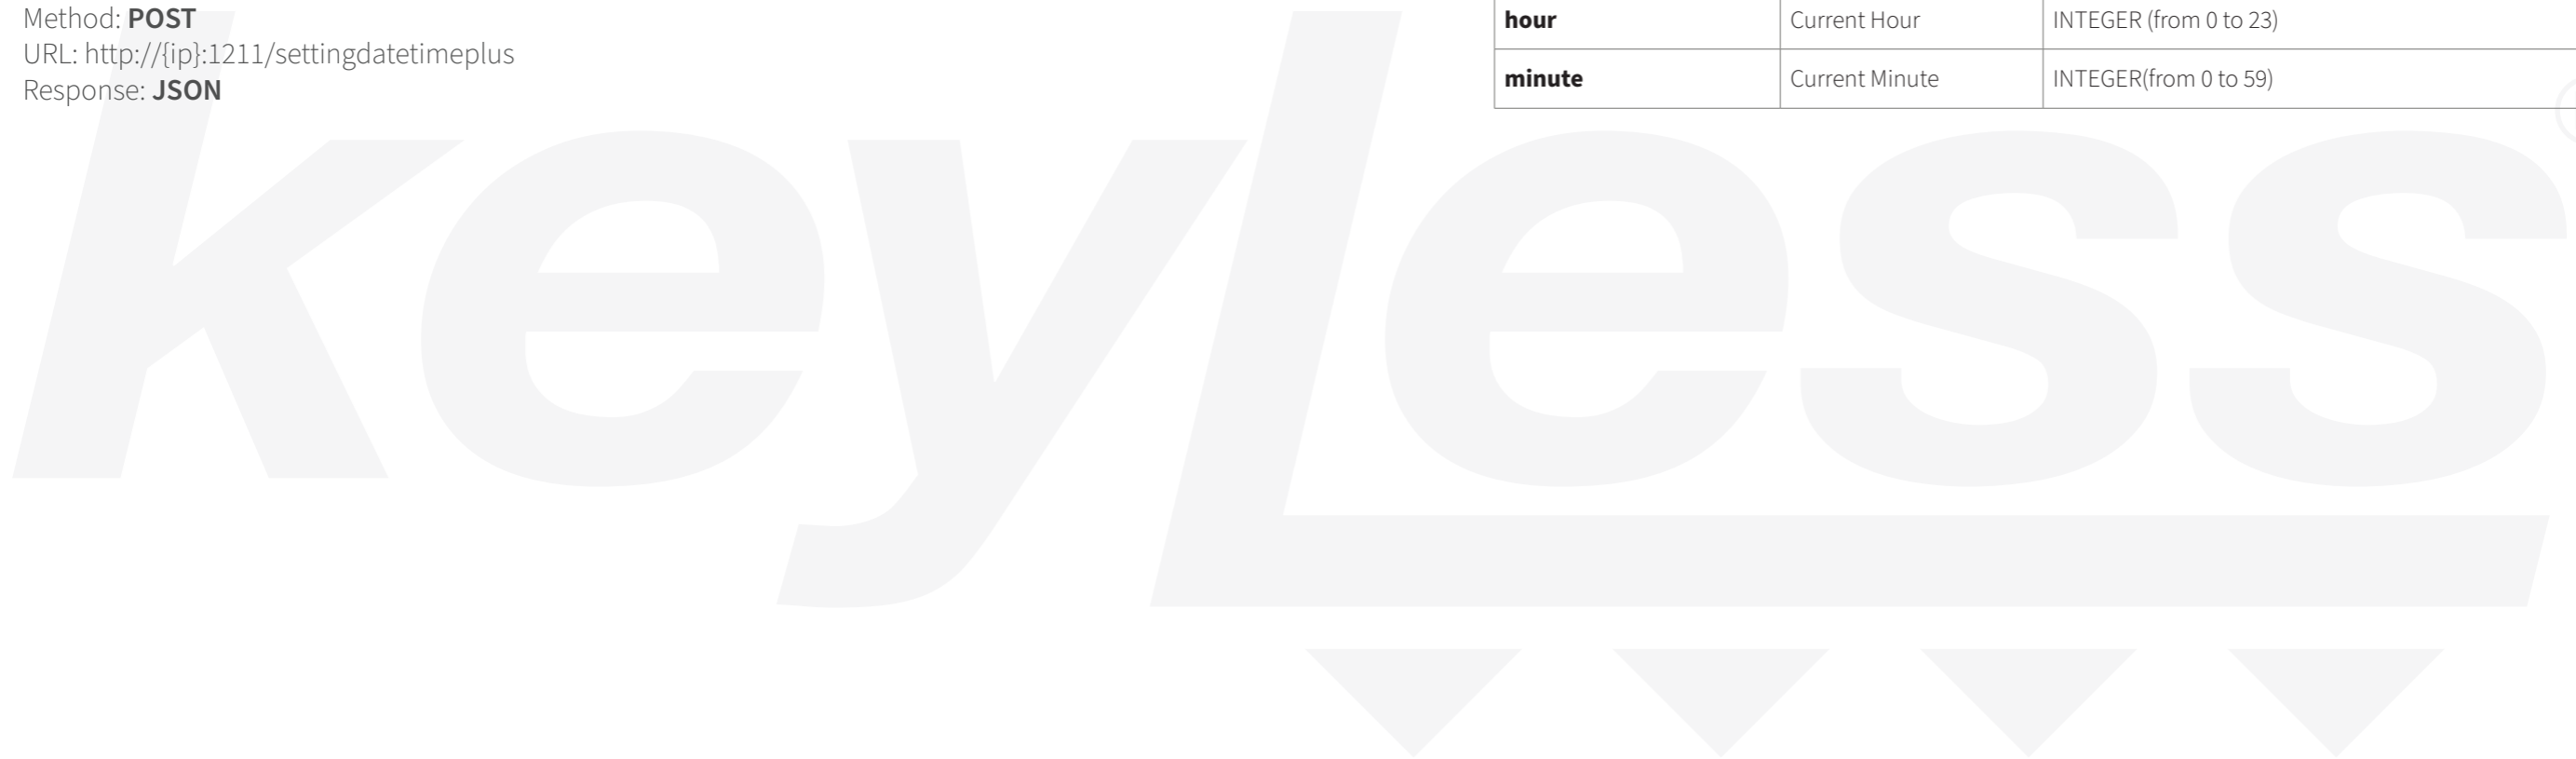 Method: POST
URL: http://{ip}:1211/settingdatetimeplus
Response: JSON
hour Current Hour INTEGER (from 0 to 23)
minute Current Minute INTEGER(from 0 to 59)
keyless